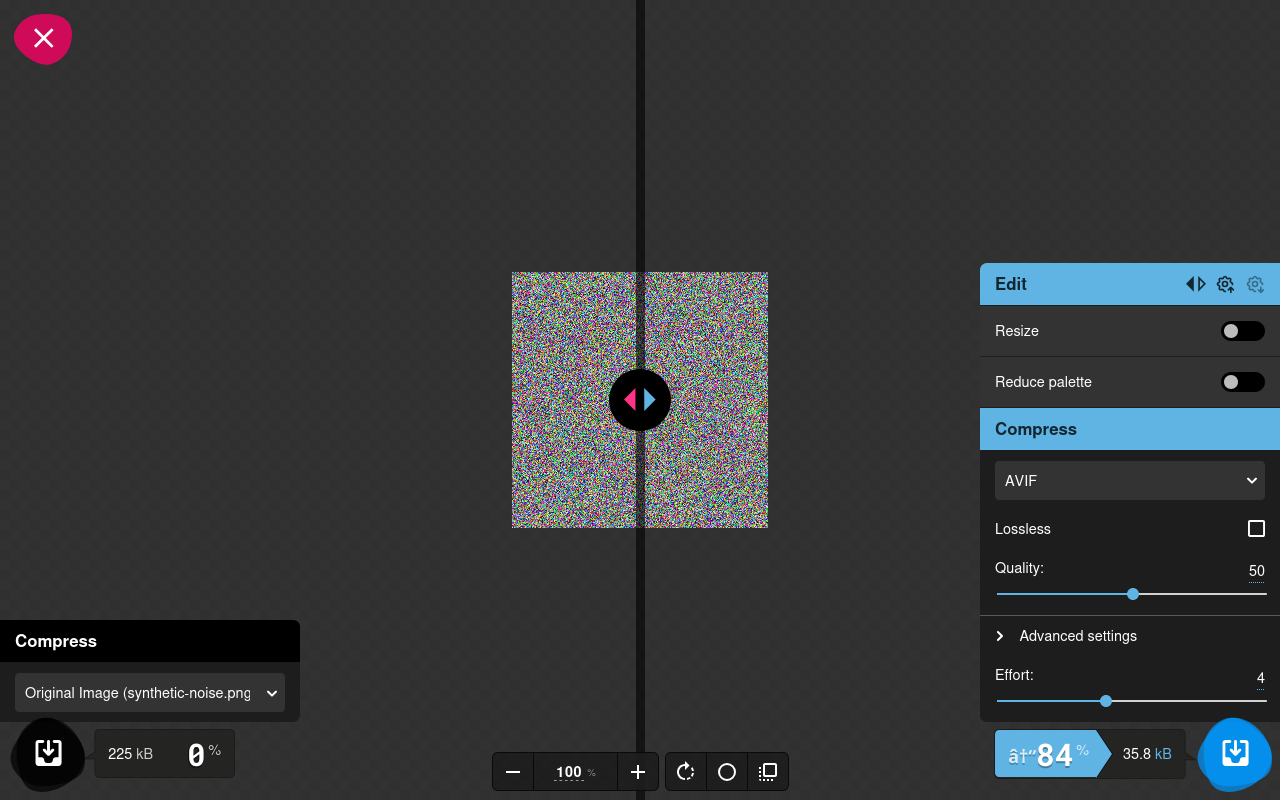 Edit
Resize
Reduce palette
Compress
AVIF
Lossless
Quality:
50
Advanced settings
Effort:
4
Compress
Original Image (synthetic-noise.png
225 kB
0 %
100 %
â†“84 %
35.8 kB